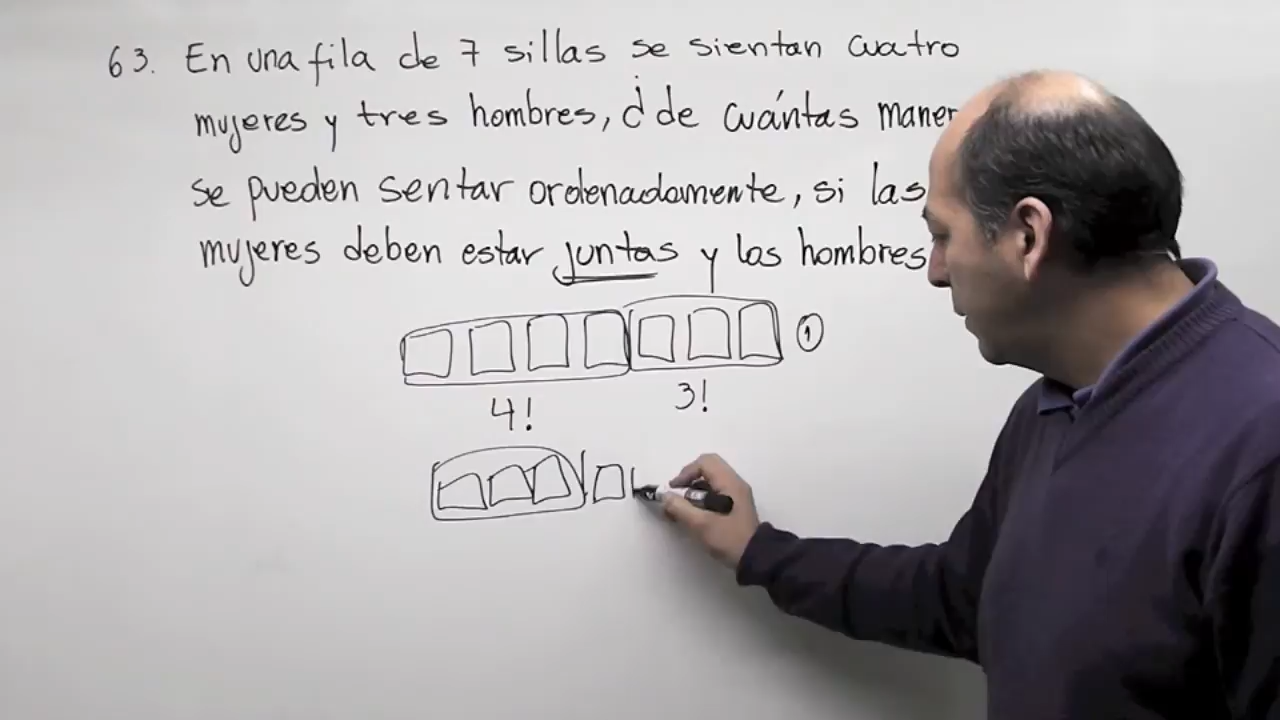 63. En una fila de 7 sillas se sientan cuatro
mujeres y tres hombres, ¿de cuántas maner
se pueden sentar ordenadamente, si las
mujeres deben estar juntas y los hombres
1
4! 3!